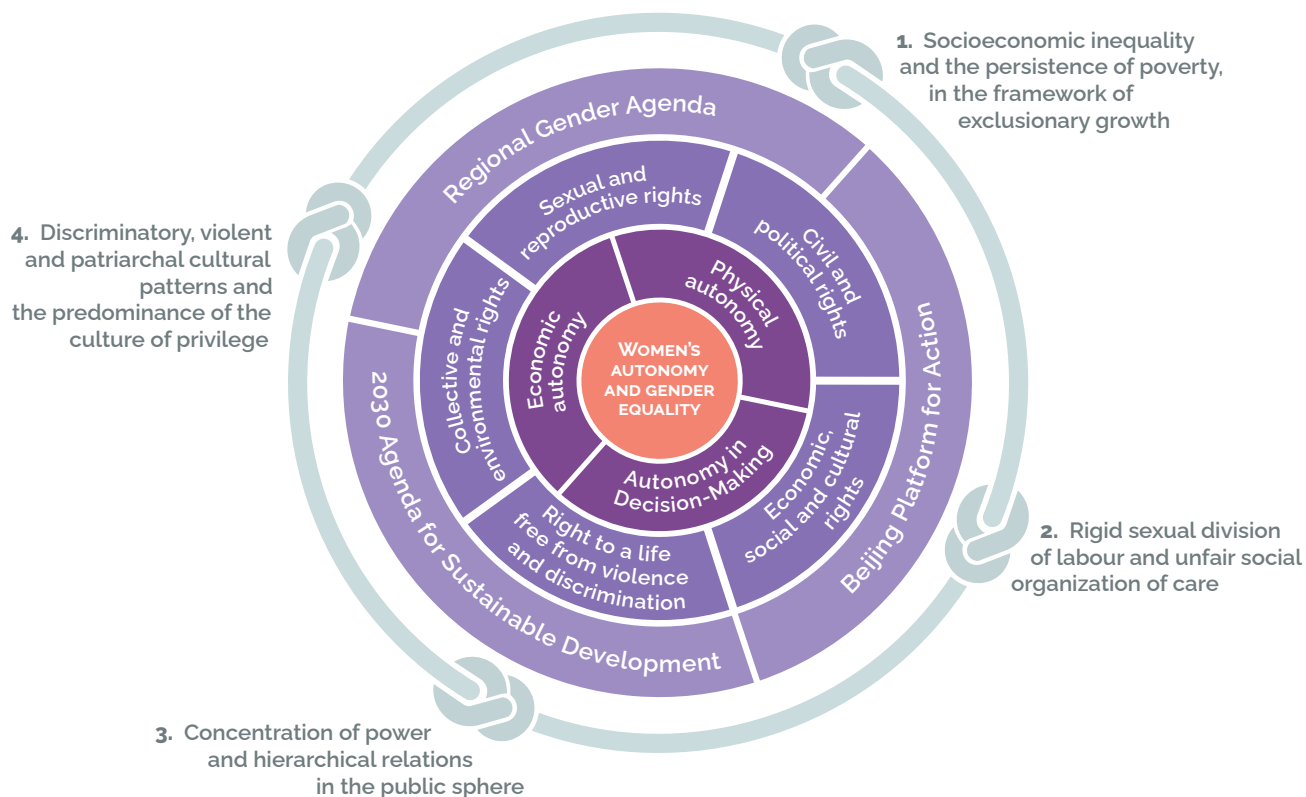 1. Socioeconomic inequality
and the persistence of poverty,
in the framework of
exclusionary growth
2. Rigid sexual division
of labour and unfair social
organization of care
3. Concentration of power
and hierarchical relations
in the public sphere
4. Discriminatory, violent
and patriarchal cultural
patterns and
the predominance of the
culture of privilege
Regional Gender Agenda
Beijing Platform for Action
2030 Agenda for Sustainable Development
Sexual and
reproductive rights
Civil and
political rights
Economic,
social and cultural
rights
Right to a life
free from violence
and discrimination
Collective and
environmental rights
Physical
autonomy
Autonomy in
Decision-Making
Economic
autonomy
WOMEN'S
AUTONOMY
AND GENDER
EQUALITY